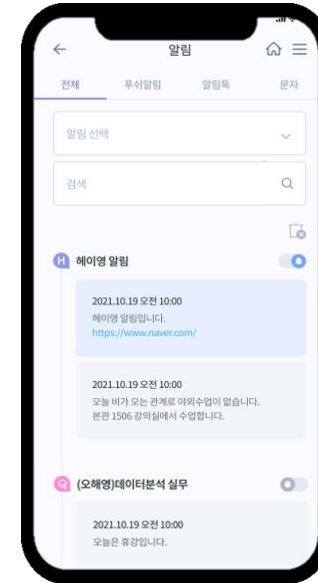 알림
전체 푸쉬알림 알림톡 문자
알림 선택
검색
H 헤이영 알림
2021.10.19 오전 10:00
헤이영 알림입니다.
https://www.naver.com/
2021.10.19 오전 10:00
오늘 비가 오는 관계로 야외수업이 없습니다.
본관 1506 강의실에서 수업합니다.
(오해영)데이터분석 실무
2021.10.19 오전 10:00
오늘은 휴강입니다.